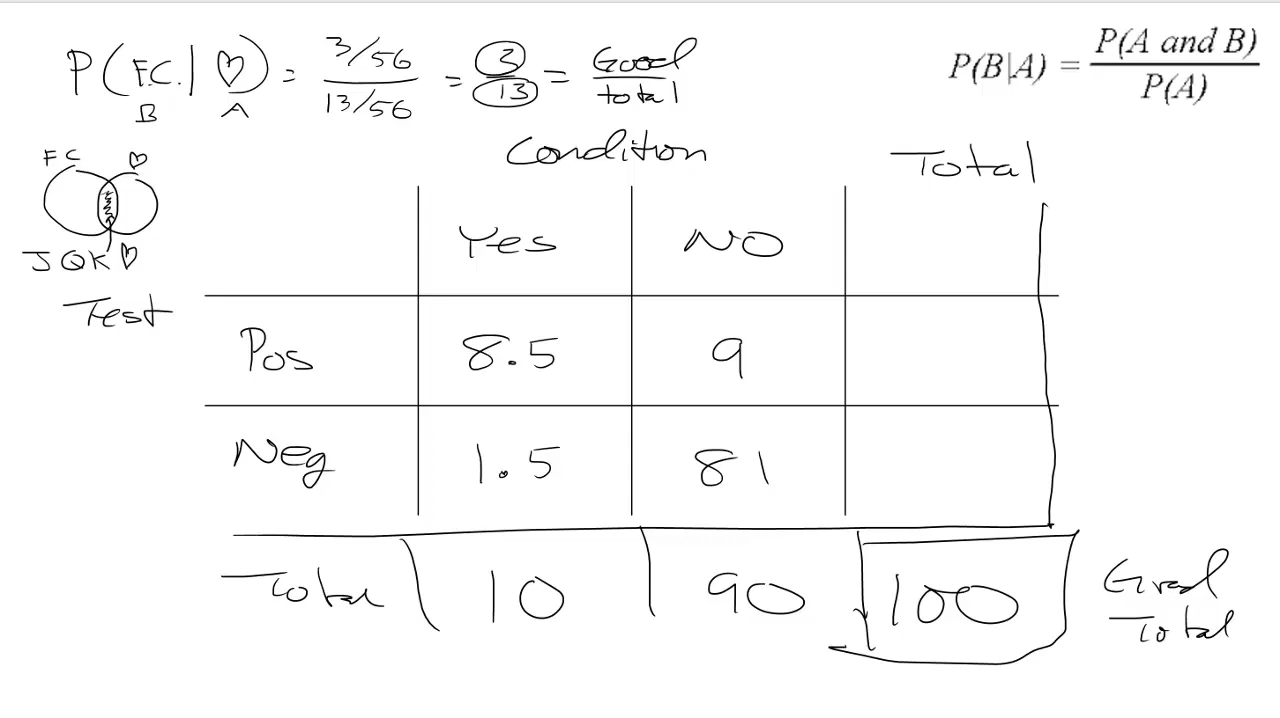 P(F.C. | ♡) = 3/56 / 13/56 = 3/13 = Good/total
B A
P(B|A) = P(A and B) / P(A)
FC ♡
JQK♡
Condition Total
Yes NO
Test
Pos 8.5 9
Neg 1.5 81
Total 10 90 100
Grad
Total